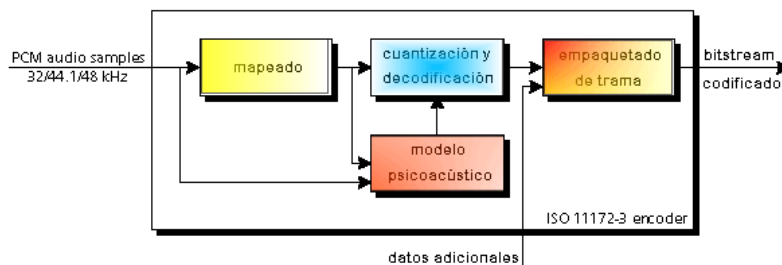 PCM audio samples
32/44.1/48 kHz
mapeado
cuantización y
decodificación
empaquetado
de trama
bitstream
codificado
modelo
psicoacústico
ISO 11172-3 encoder
datos adicionales